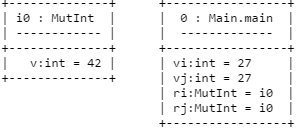 +---------------+
| i0 : MutInt |
| ------------ |
+---------------+
| v:int = 42 |
+---------------+
+-----------------+
| 0 : Main.main |
| ------------- |
+-----------------+
| vi:int = 27 |
| vj:int = 27 |
| ri:MutInt = i0 |
| rj:MutInt = i0 |
+-----------------+